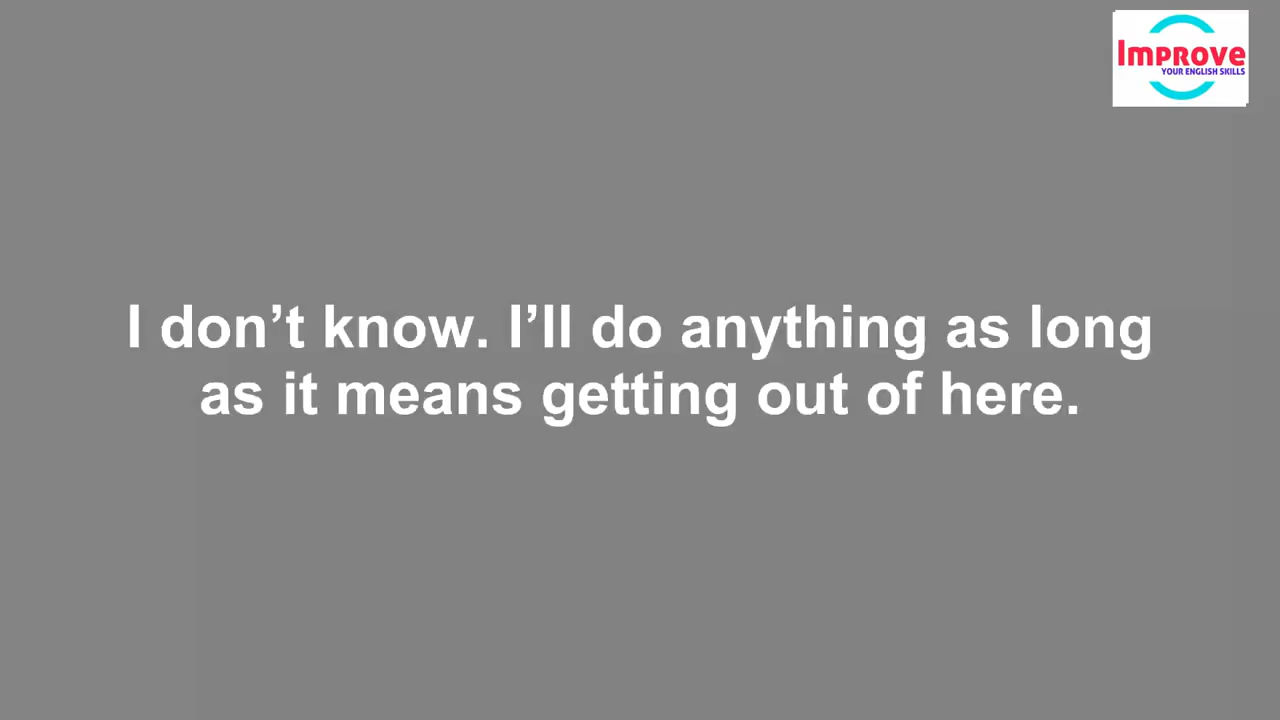 Improve
YOUR ENGLISH SKILLS
I don’t know. I’ll do anything as long
as it means getting out of here.